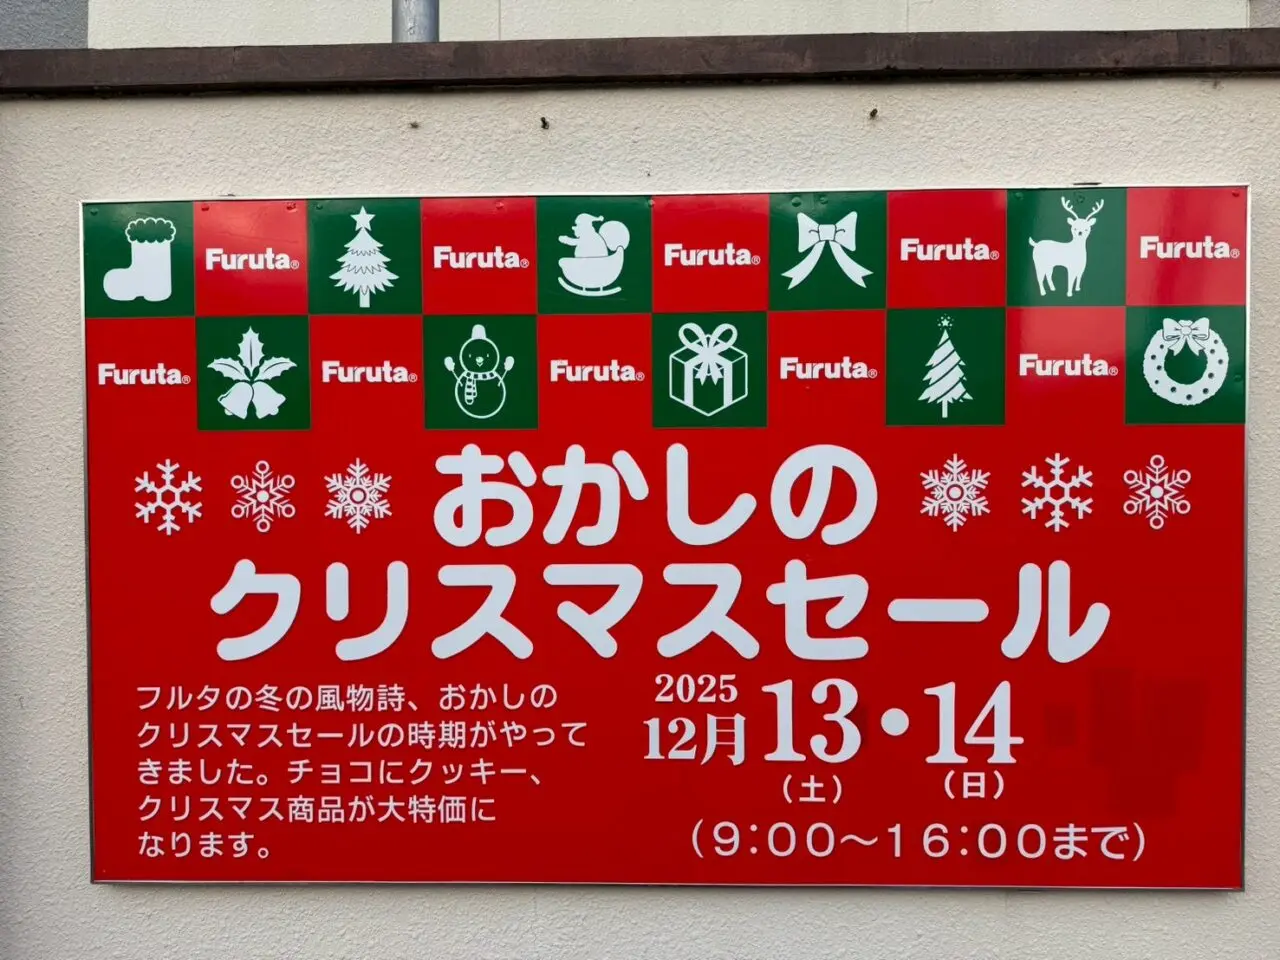 Furuta® Furuta® Furuta® Furuta® Furuta®
Furuta® Furuta® Furuta® Furuta® Furuta®
おかしの
クリスマスセール
フルタの冬の風物詩、おかしの
クリスマスセールの時期がやって
きました。チョコにクッキー、
クリスマス商品が大特価に
なります。
2025
12月13・14
(土) (日)
(9:00〜16:00まで)